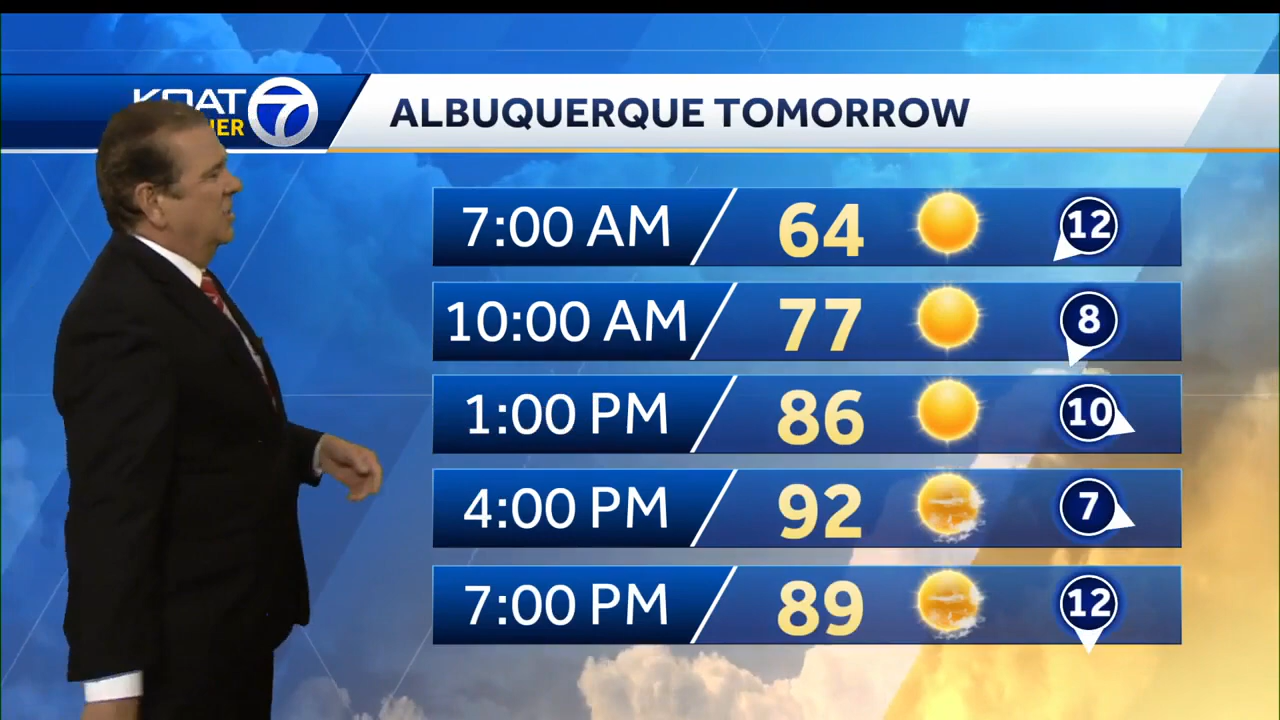 KOAT 7
ALBUQUERQUE TOMORROW
7:00 AM 64 12
10:00 AM 77 8
1:00 PM 86 10
4:00 PM 92 7
7:00 PM 89 12